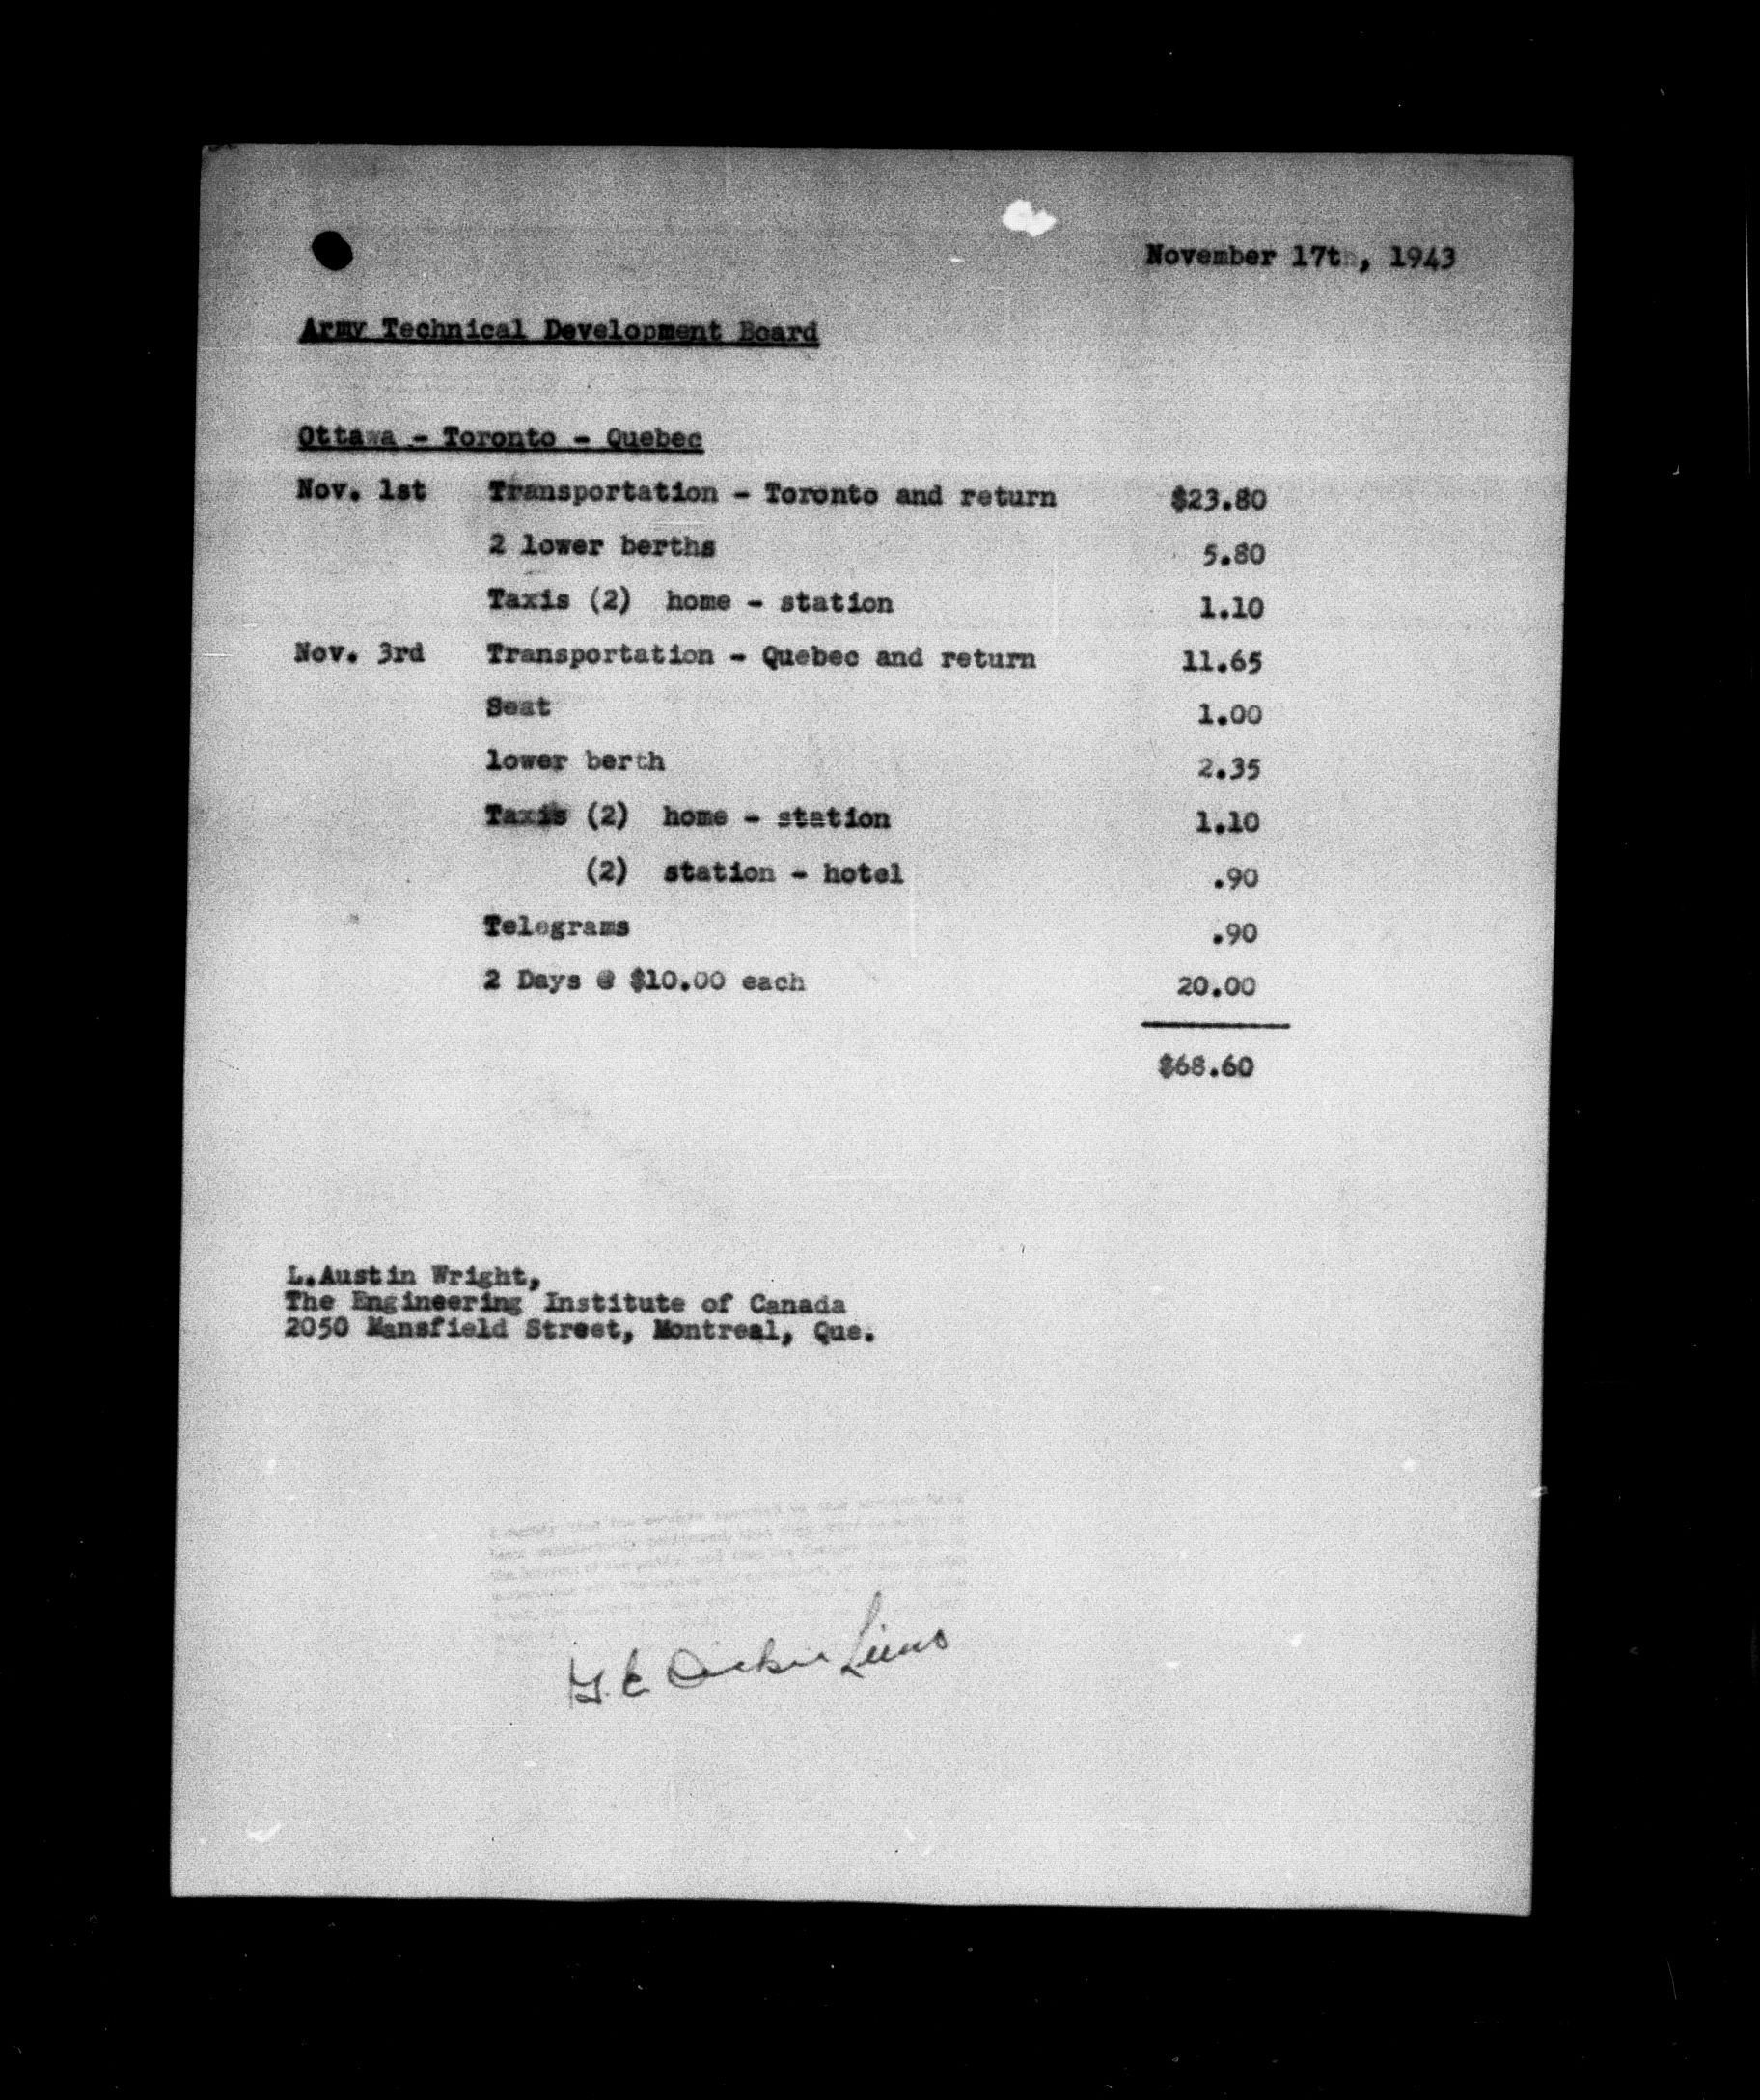 November 17th, 1943
Army Technical Development Board
Ottawa - Toronto - Quebec
Nov. 1st Transportation - Toronto and return $23.80
2 lower berths 5.80
Taxis (2) home - station 1.10
Nov. 3rd Transportation - Quebec and return 11.65
Seat 1.00
lower berth 2.35
Taxis (2) home - station 1.10
(2) station - hotel .90
Telegrams .90
2 Days @ $10.00 each 20.00
$68.60
L.Austin Wright,
The Engineering Institute of Canada
2050 Mansfield Street, Montreal, Que.